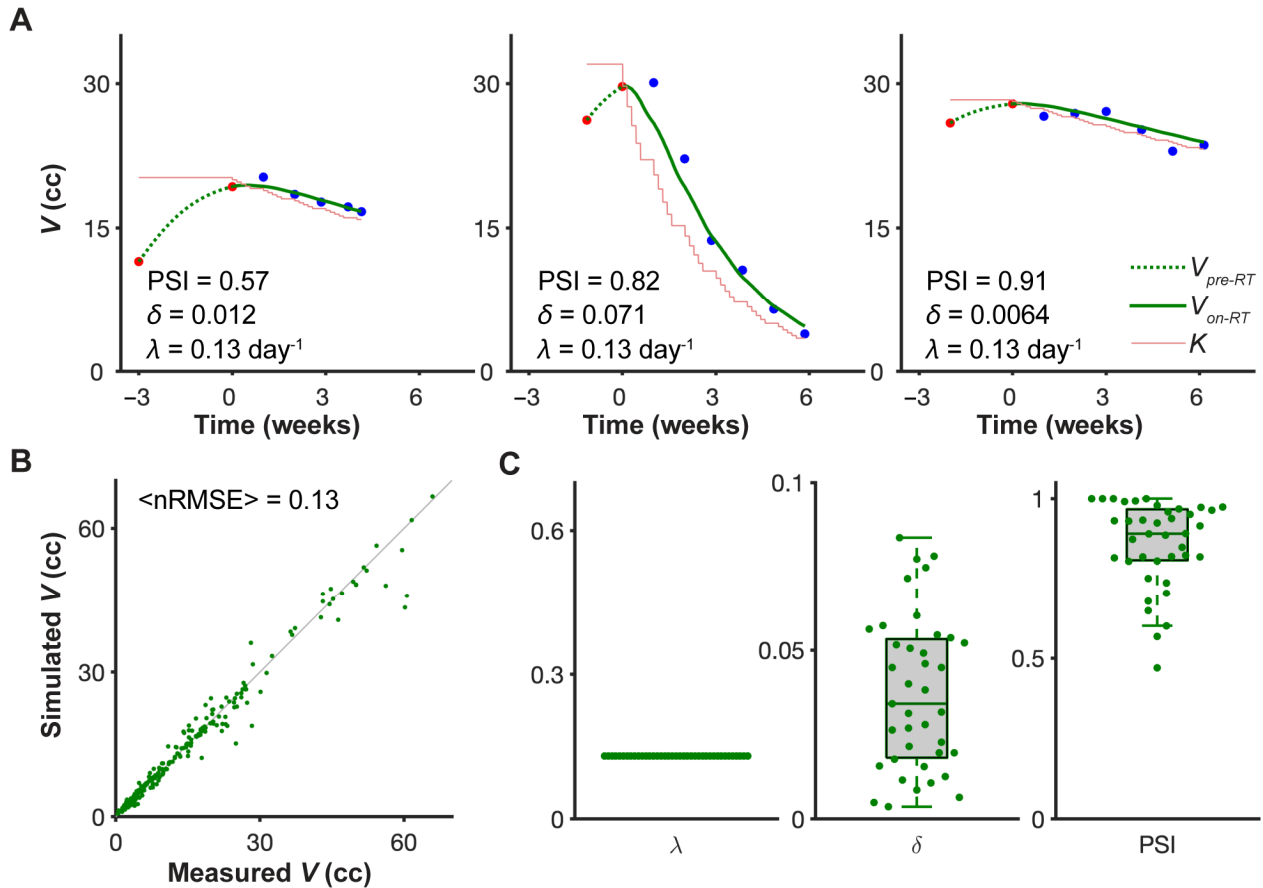 A
V (cc)
30
15
0
PSI = 0.57
δ = 0.012
λ = 0.13 day⁻¹
−3 0 3 6
Time (weeks)
30
15
0
PSI = 0.82
δ = 0.071
λ = 0.13 day⁻¹
−3 0 3 6
Time (weeks)
30
15
0
PSI = 0.91
δ = 0.0064
λ = 0.13 day⁻¹
V pre-RT
V on-RT
K
−3 0 3 6
Time (weeks)
B
<nRMSE> = 0.13
Simulated V (cc)
60
30
0
0 30 60
Measured V (cc)
C
0.6
0.3
0
λ
0.1
0.05
0
δ
1
0.5
0
PSI